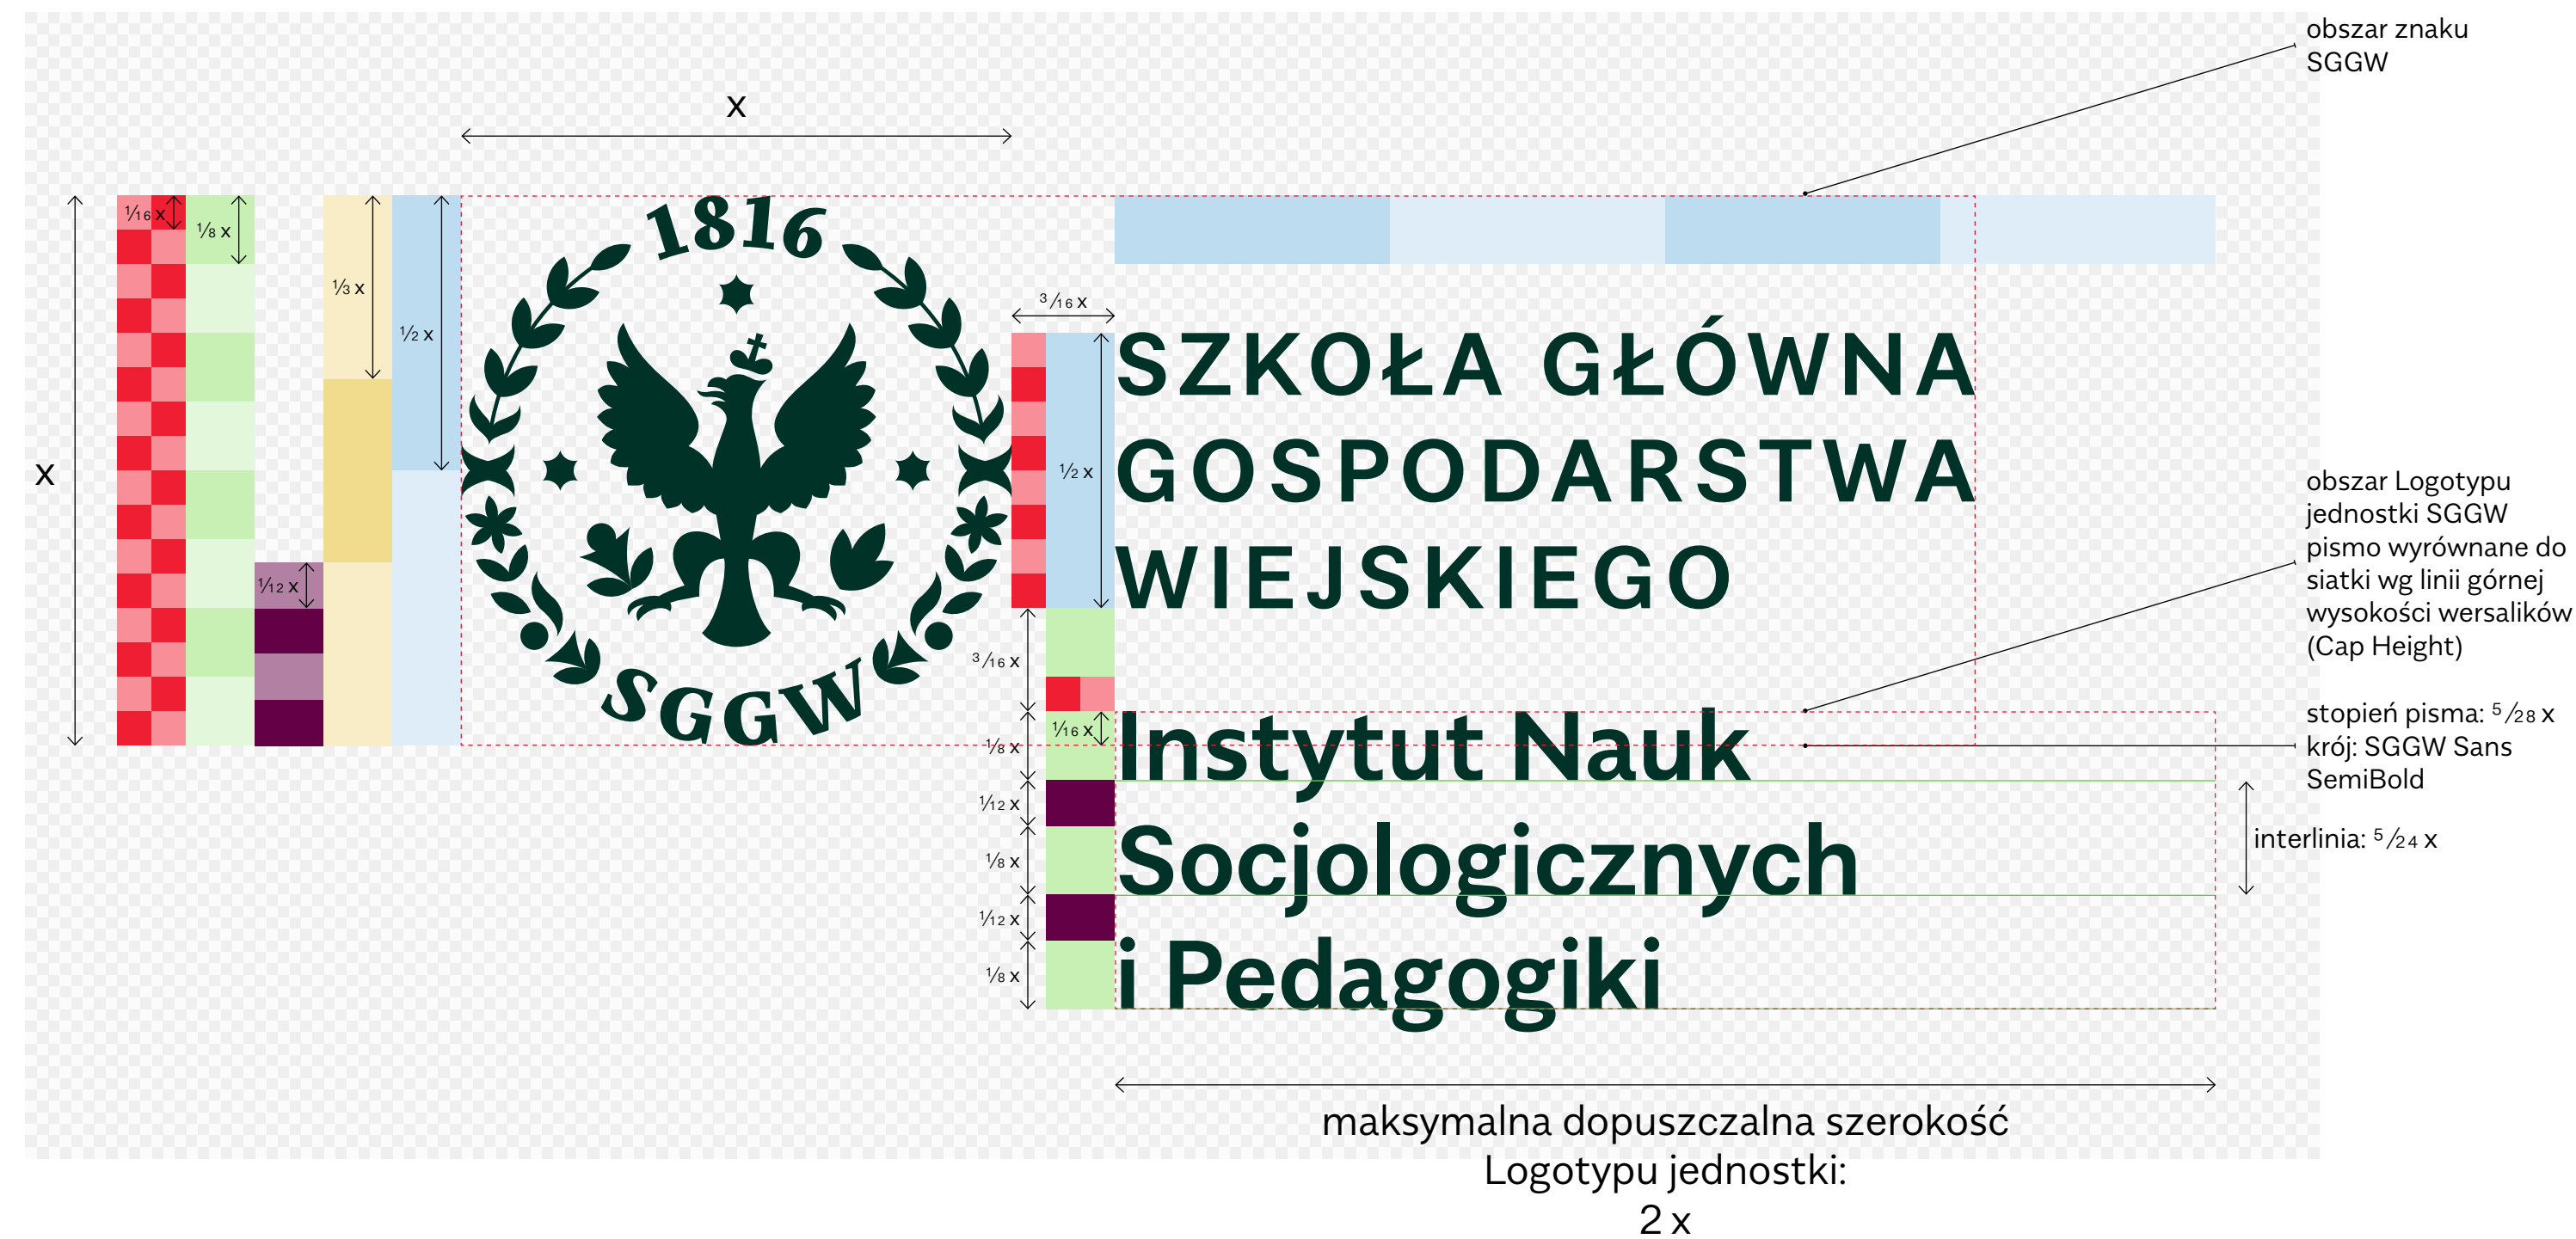 obszar znaku
SGGW
x
x
1⁄16 x
1⁄8 x
1⁄12 x
1⁄3 x
1⁄2 x
1816
SGGW
3⁄16 x
1⁄2 x
SZKOŁA GŁÓWNA
GOSPODARSTWA
WIEJSKIEGO
obszar Logotypu
jednostki SGGW
pismo wyrównane do
siatki wg linii górnej
wysokości wersalików
(Cap Height)
3⁄16 x
1⁄16 x
1⁄8 x
1⁄12 x
1⁄8 x
1⁄12 x
1⁄8 x
Instytut Nauk
Socjologicznych
i Pedagogiki
stopień pisma: 5⁄28 x
krój: SGGW Sans
SemiBold
interlinia: 5⁄24 x
maksymalna dopuszczalna szerokość
Logotypu jednostki:
2 x